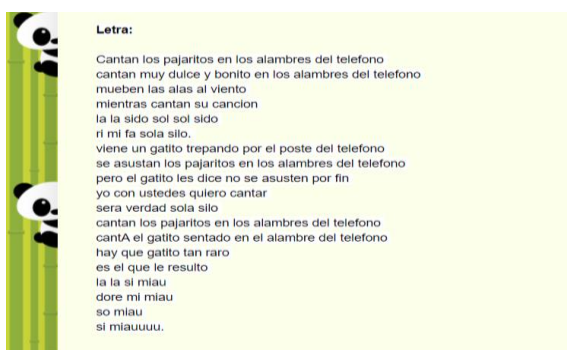 Letra:
Cantan los pajaritos en los alambres del telefono
cantan muy dulce y bonito en los alambres del telefono
mueben las alas al viento
mientras cantan su cancion
la la sido sol sol sido
ri mi fa sola silo.
viene un gatito trepando por el poste del telefono
se asustan los pajaritos en los alambres del telefono
pero el gatito les dice no se asusten por fin
yo con ustedes quiero cantar
sera verdad sola silo
cantan los pajaritos en los alambres del telefono
cantA el gatito sentado en el alambre del telefono
hay que gatito tan raro
es el que le resulto
la la si miau
dore mi miau
so miau
si miauuuu.